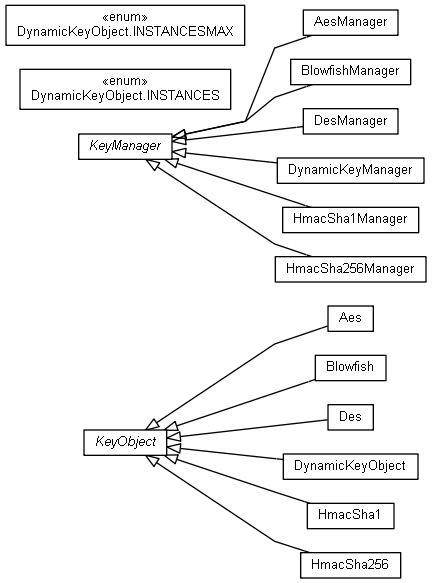 «enum»
DynamicKeyObject.INSTANCESMAX
«enum»
DynamicKeyObject.INSTANCES
AesManager
BlowfishManager
DesManager
KeyManager
DynamicKeyManager
HmacSha1Manager
HmacSha256Manager
Aes
Blowfish
Des
KeyObject
DynamicKeyObject
HmacSha1
HmacSha256